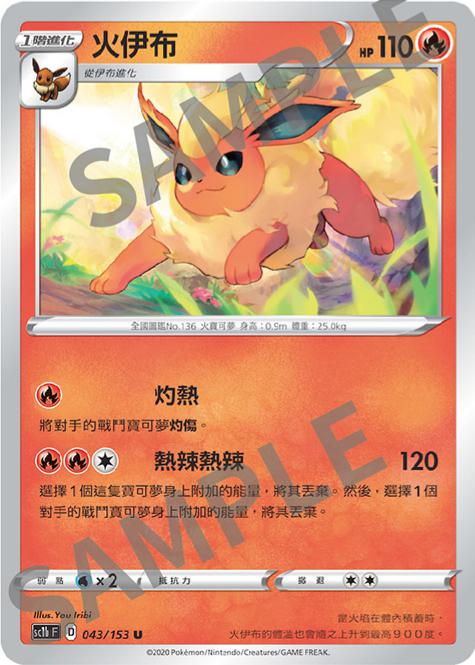 1階進化
火伊布
HP 110
從伊布進化
SAMPLE
全國圖鑑No.136 火寶可夢 身高：0.9m 體重：25.0kg
灼熱
將對手的戰鬥寶可夢灼傷。
熱辣熱辣 120
選擇1個這隻寶可夢身上附加的能量，將其丟棄。然後，選擇1個
對手的戰鬥寶可夢身上附加的能量，將其丟棄。
SAMPLE
弱點 ×2 抵抗力 撤退
Illus. You Iribi
sc1b F D 043/153 U
當火焰在體內積蓄時，
火伊布的體溫也會隨之上升到最高９００度。
©2020 Pokémon/Nintendo/Creatures/GAME FREAK.